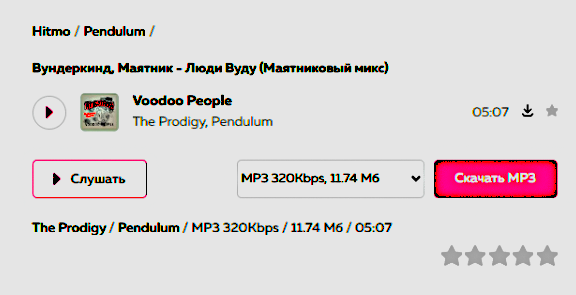 Hitmo / Pendulum /
Вундеркинд, Маятник - Люди Вуду (Маятниковый микс)
Voodoo People
The Prodigy, Pendulum
05:07
Слушать
MP3 320Kbps, 11.74 Мб
Скачать MP3
The Prodigy / Pendulum / MP3 320Kbps / 11.74 Мб / 05:07